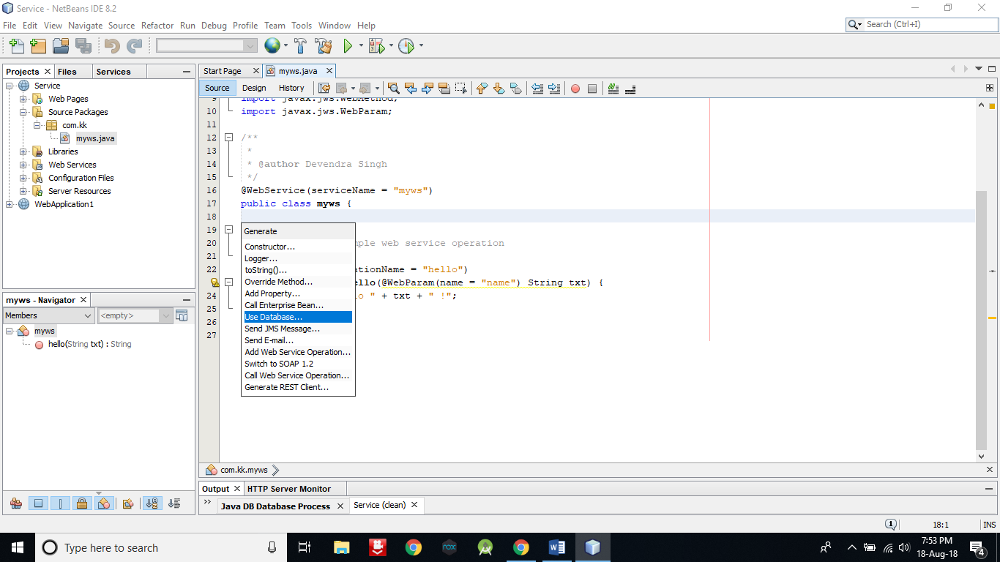 Service - NetBeans IDE 8.2
File Edit View Navigate Source Refactor Run Debug Profile Team Tools Window Help
Search (Ctrl+I)
Projects Files Services
Service
Web Pages
Source Packages
com.kk
myws.java
Libraries
Web Services
Configuration Files
Server Resources
WebApplication1
myws - Navigator
Members <empty>
myws
hello(String txt) : String
Start Page myws.java
Source Design History
9 import javax.jws.WebMethod;
10 import javax.jws.WebParam;
11
12 /**
13 *
14 * @author Devendra Singh
15 */
16 @WebService(serviceName = "myws")
17 public class myws {
18
19
20 mple web service operation
21
22 ationName = "hello")
ello(@WebParam(name = "name") String txt) {
24 lo " + txt + " !";
25
26
27
Generate
Constructor...
Logger...
toString()...
Override Method...
Add Property...
Call Enterprise Bean...
Use Database...
Send JMS Message...
Send E-mail...
Add Web Service Operation...
Switch to SOAP 1.2
Call Web Service Operation...
Generate REST Client...
com.kk.myws
Output HTTP Server Monitor
Java DB Database Process Service (clean)
1 18:1 INS
Type here to search
nox
W
7:53 PM
18-Aug-18
4